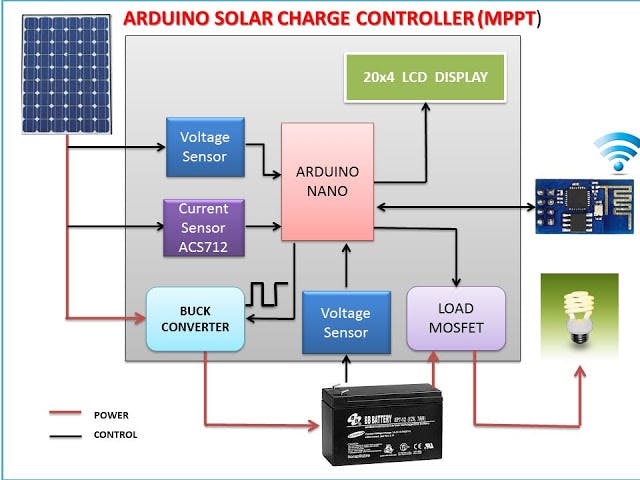 ARDUINO SOLAR CHARGE CONTROLLER (MPPT)
20x4 LCD DISPLAY
Voltage
Sensor
ARDUINO
NANO
Current
Sensor
ACS712
BUCK
CONVERTER
Voltage
Sensor
LOAD
MOSFET
POWER
CONTROL
BB BATTERY